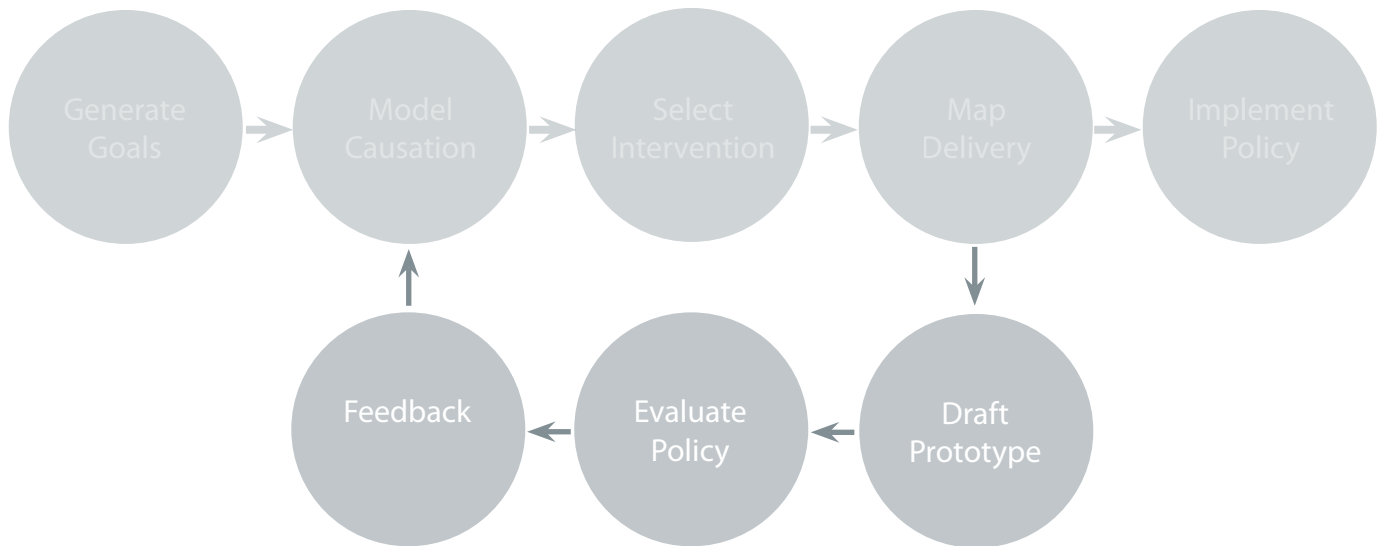 Generate
Goals
Model
Causation
Select
Intervention
Map
Delivery
Implement
Policy
Feedback
Evaluate
Policy
Draft
Prototype